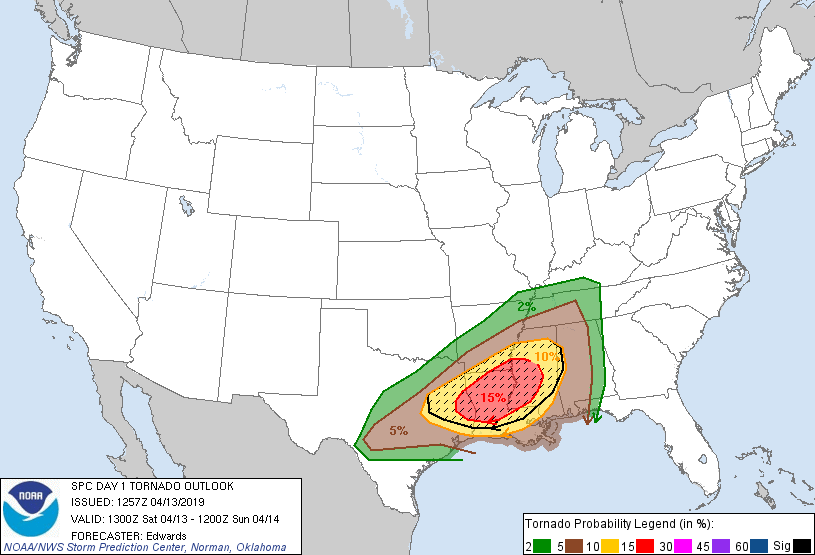 2%
10%
15%
5%
NOAA
SPC DAY 1 TORNADO OUTLOOK
ISSUED: 1257Z 04/13/2019
VALID: 1300Z Sat 04/13 - 1200Z Sun 04/14
FORECASTER: Edwards
NOAA/NWS Storm Prediction Center, Norman, Oklahoma
Tornado Probability Legend (in %):
2 5 10 15 30 45 60 Sig